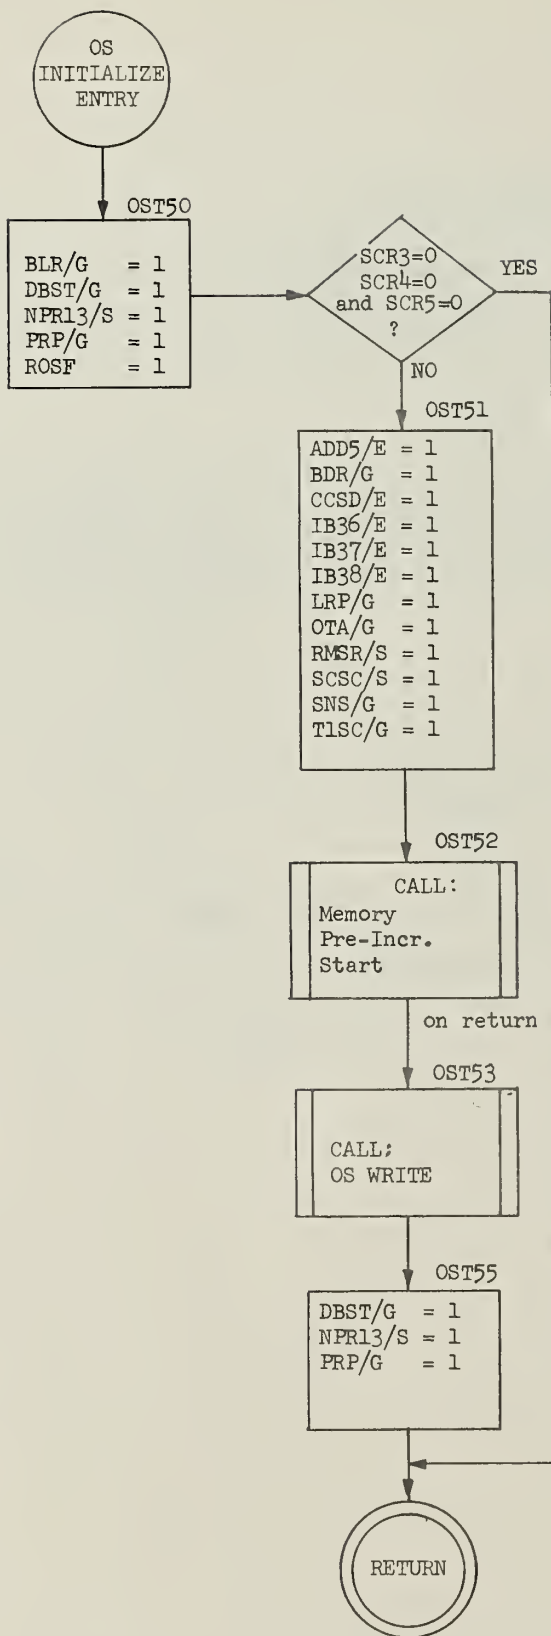 OS
INITIALIZE
ENTRY
OST50
BLR/G = 1
DBST/G = 1
NPR13/S = 1
PRP/G = 1
ROSF = 1
SCR3=0
SCR4=0
and SCR5=0
?
YES
NO
OST51
ADD5/E = 1
BDR/G = 1
CCSD/E = 1
IB36/E = 1
IB37/E = 1
IB38/E = 1
LRP/G = 1
OTA/G = 1
RMSR/S = 1
SCSC/S = 1
SNS/G = 1
T1SC/G = 1
OST52
CALL:
Memory
Pre-Incr.
Start
on return
OST53
CALL:
OS WRITE
OST55
DBST/G = 1
NPR13/S = 1
PRP/G = 1
RETURN